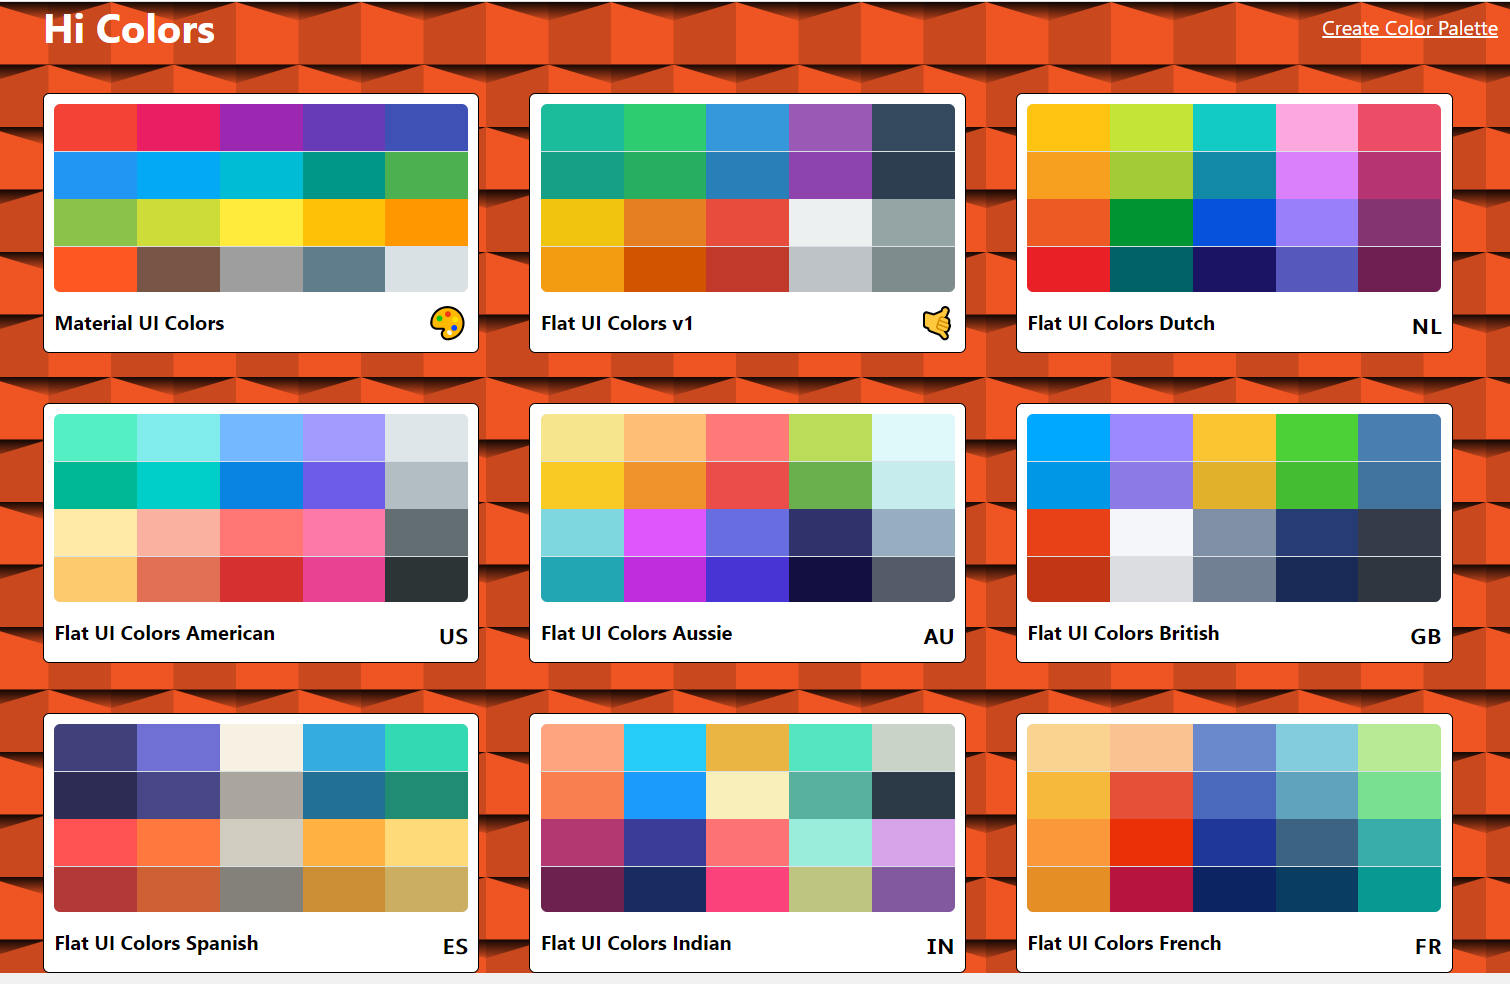 Hi Colors
Create Color Palette
Material UI Colors
Flat UI Colors v1
Flat UI Colors Dutch
NL
Flat UI Colors American
US
Flat UI Colors Aussie
AU
Flat UI Colors British
GB
Flat UI Colors Spanish
ES
Flat UI Colors Indian
IN
Flat UI Colors French
FR